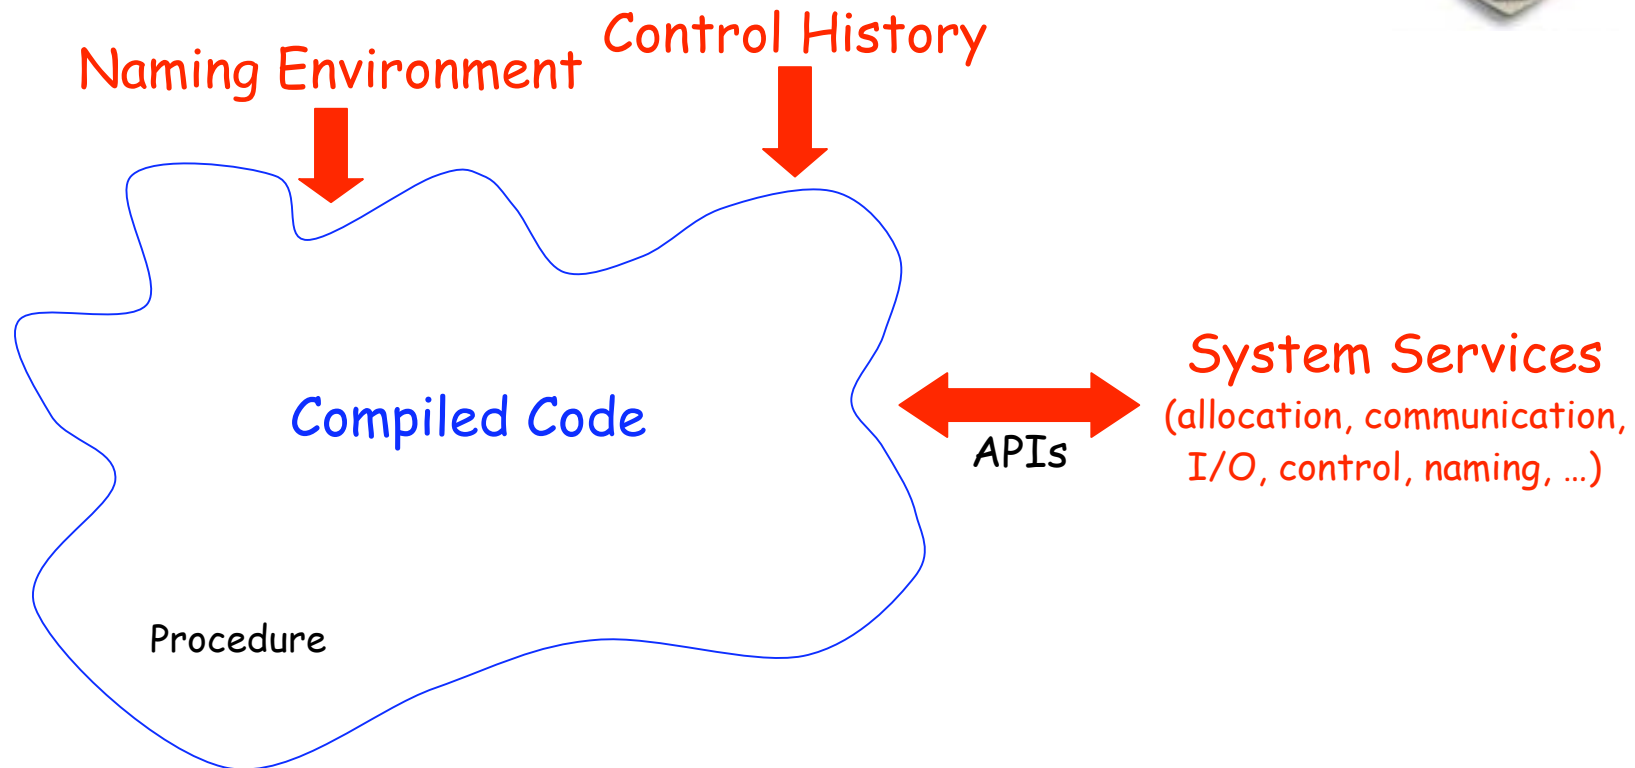 Control History
Naming Environment
System Services
(allocation, communication,
I/O, control, naming, …)
Compiled Code
APIs
Procedure